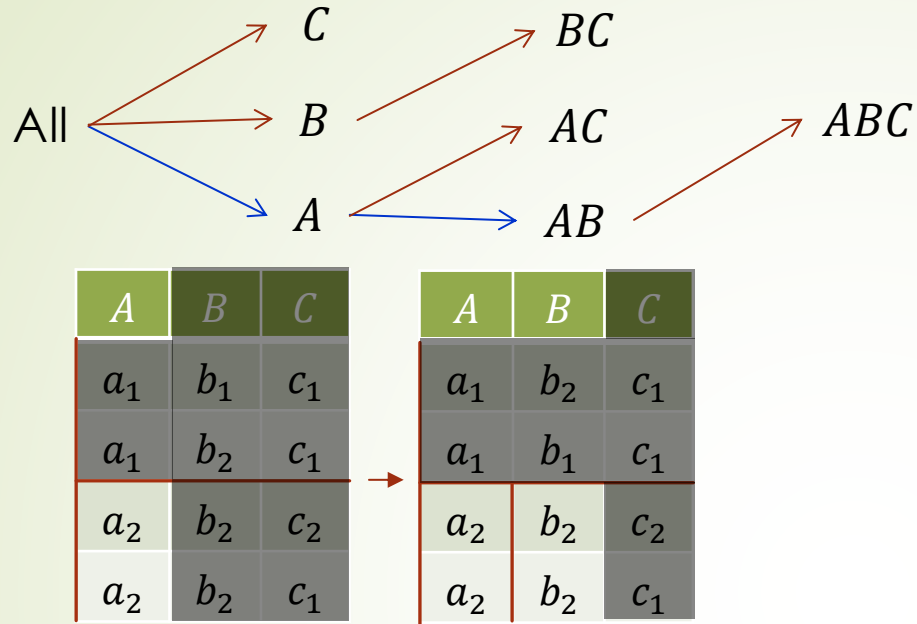 C BC
All B AC ABC
A AB
A B C A B C
a₁ b₁ c₁ a₁ b₂ c₁
a₁ b₂ c₁ a₁ b₁ c₁
a₂ b₂ c₂ a₂ b₂ c₂
a₂ b₂ c₁ a₂ b₂ c₁